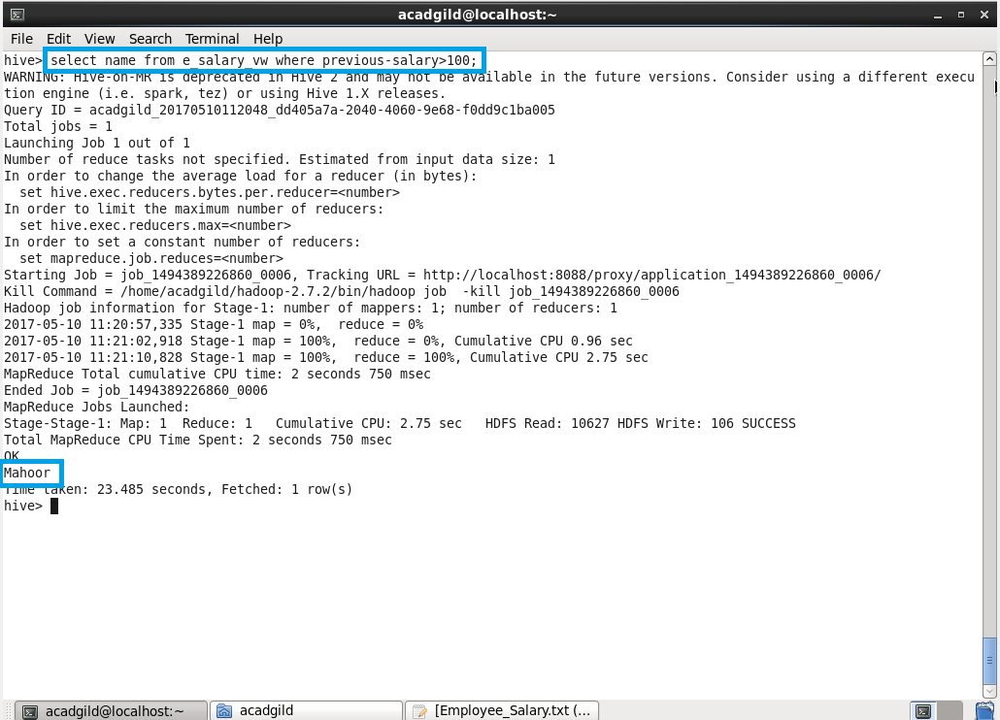 acadgild@localhost:~
File Edit View Search Terminal Help
hive> select name from e_salary_vw where previous-salary>100;
WARNING: Hive-on-MR is deprecated in Hive 2 and may not be available in the future versions. Consider using a different execu
tion engine (i.e. spark, tez) or using Hive 1.X releases.
Query ID = acadgild_20170510112048_dd405a7a-2040-4060-9e68-f0dd9c1ba005
Total jobs = 1
Launching Job 1 out of 1
Number of reduce tasks not specified. Estimated from input data size: 1
In order to change the average load for a reducer (in bytes):
  set hive.exec.reducers.bytes.per.reducer=<number>
In order to limit the maximum number of reducers:
  set hive.exec.reducers.max=<number>
In order to set a constant number of reducers:
  set mapreduce.job.reduces=<number>
Starting Job = job_1494389226860_0006, Tracking URL = http://localhost:8088/proxy/application_1494389226860_0006/
Kill Command = /home/acadgild/hadoop-2.7.2/bin/hadoop job  -kill job_1494389226860_0006
Hadoop job information for Stage-1: number of mappers: 1; number of reducers: 1
2017-05-10 11:20:57,335 Stage-1 map = 0%,  reduce = 0%
2017-05-10 11:21:02,918 Stage-1 map = 100%,  reduce = 0%, Cumulative CPU 0.96 sec
2017-05-10 11:21:10,828 Stage-1 map = 100%,  reduce = 100%, Cumulative CPU 2.75 sec
MapReduce Total cumulative CPU time: 2 seconds 750 msec
Ended Job = job_1494389226860_0006
MapReduce Jobs Launched:
Stage-Stage-1: Map: 1  Reduce: 1   Cumulative CPU: 2.75 sec   HDFS Read: 10627 HDFS Write: 106 SUCCESS
Total MapReduce CPU Time Spent: 2 seconds 750 msec
OK
Mahoor
Time taken: 23.485 seconds, Fetched: 1 row(s)
hive>
acadgild@localhost:~ acadgild [Employee_Salary.txt (...